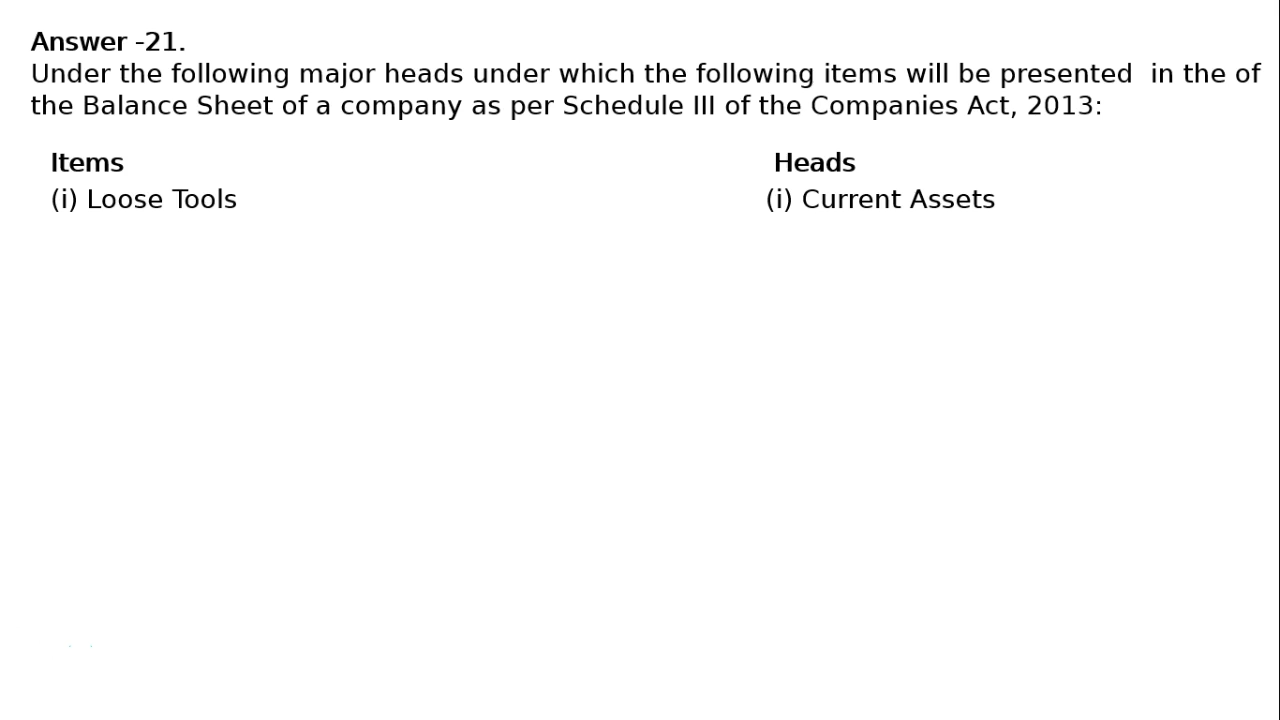 Answer -21.
Under the following major heads under which the following items will be presented  in the of
the Balance Sheet of a company as per Schedule III of the Companies Act, 2013:
Items Heads
(i) Loose Tools (i) Current Assets